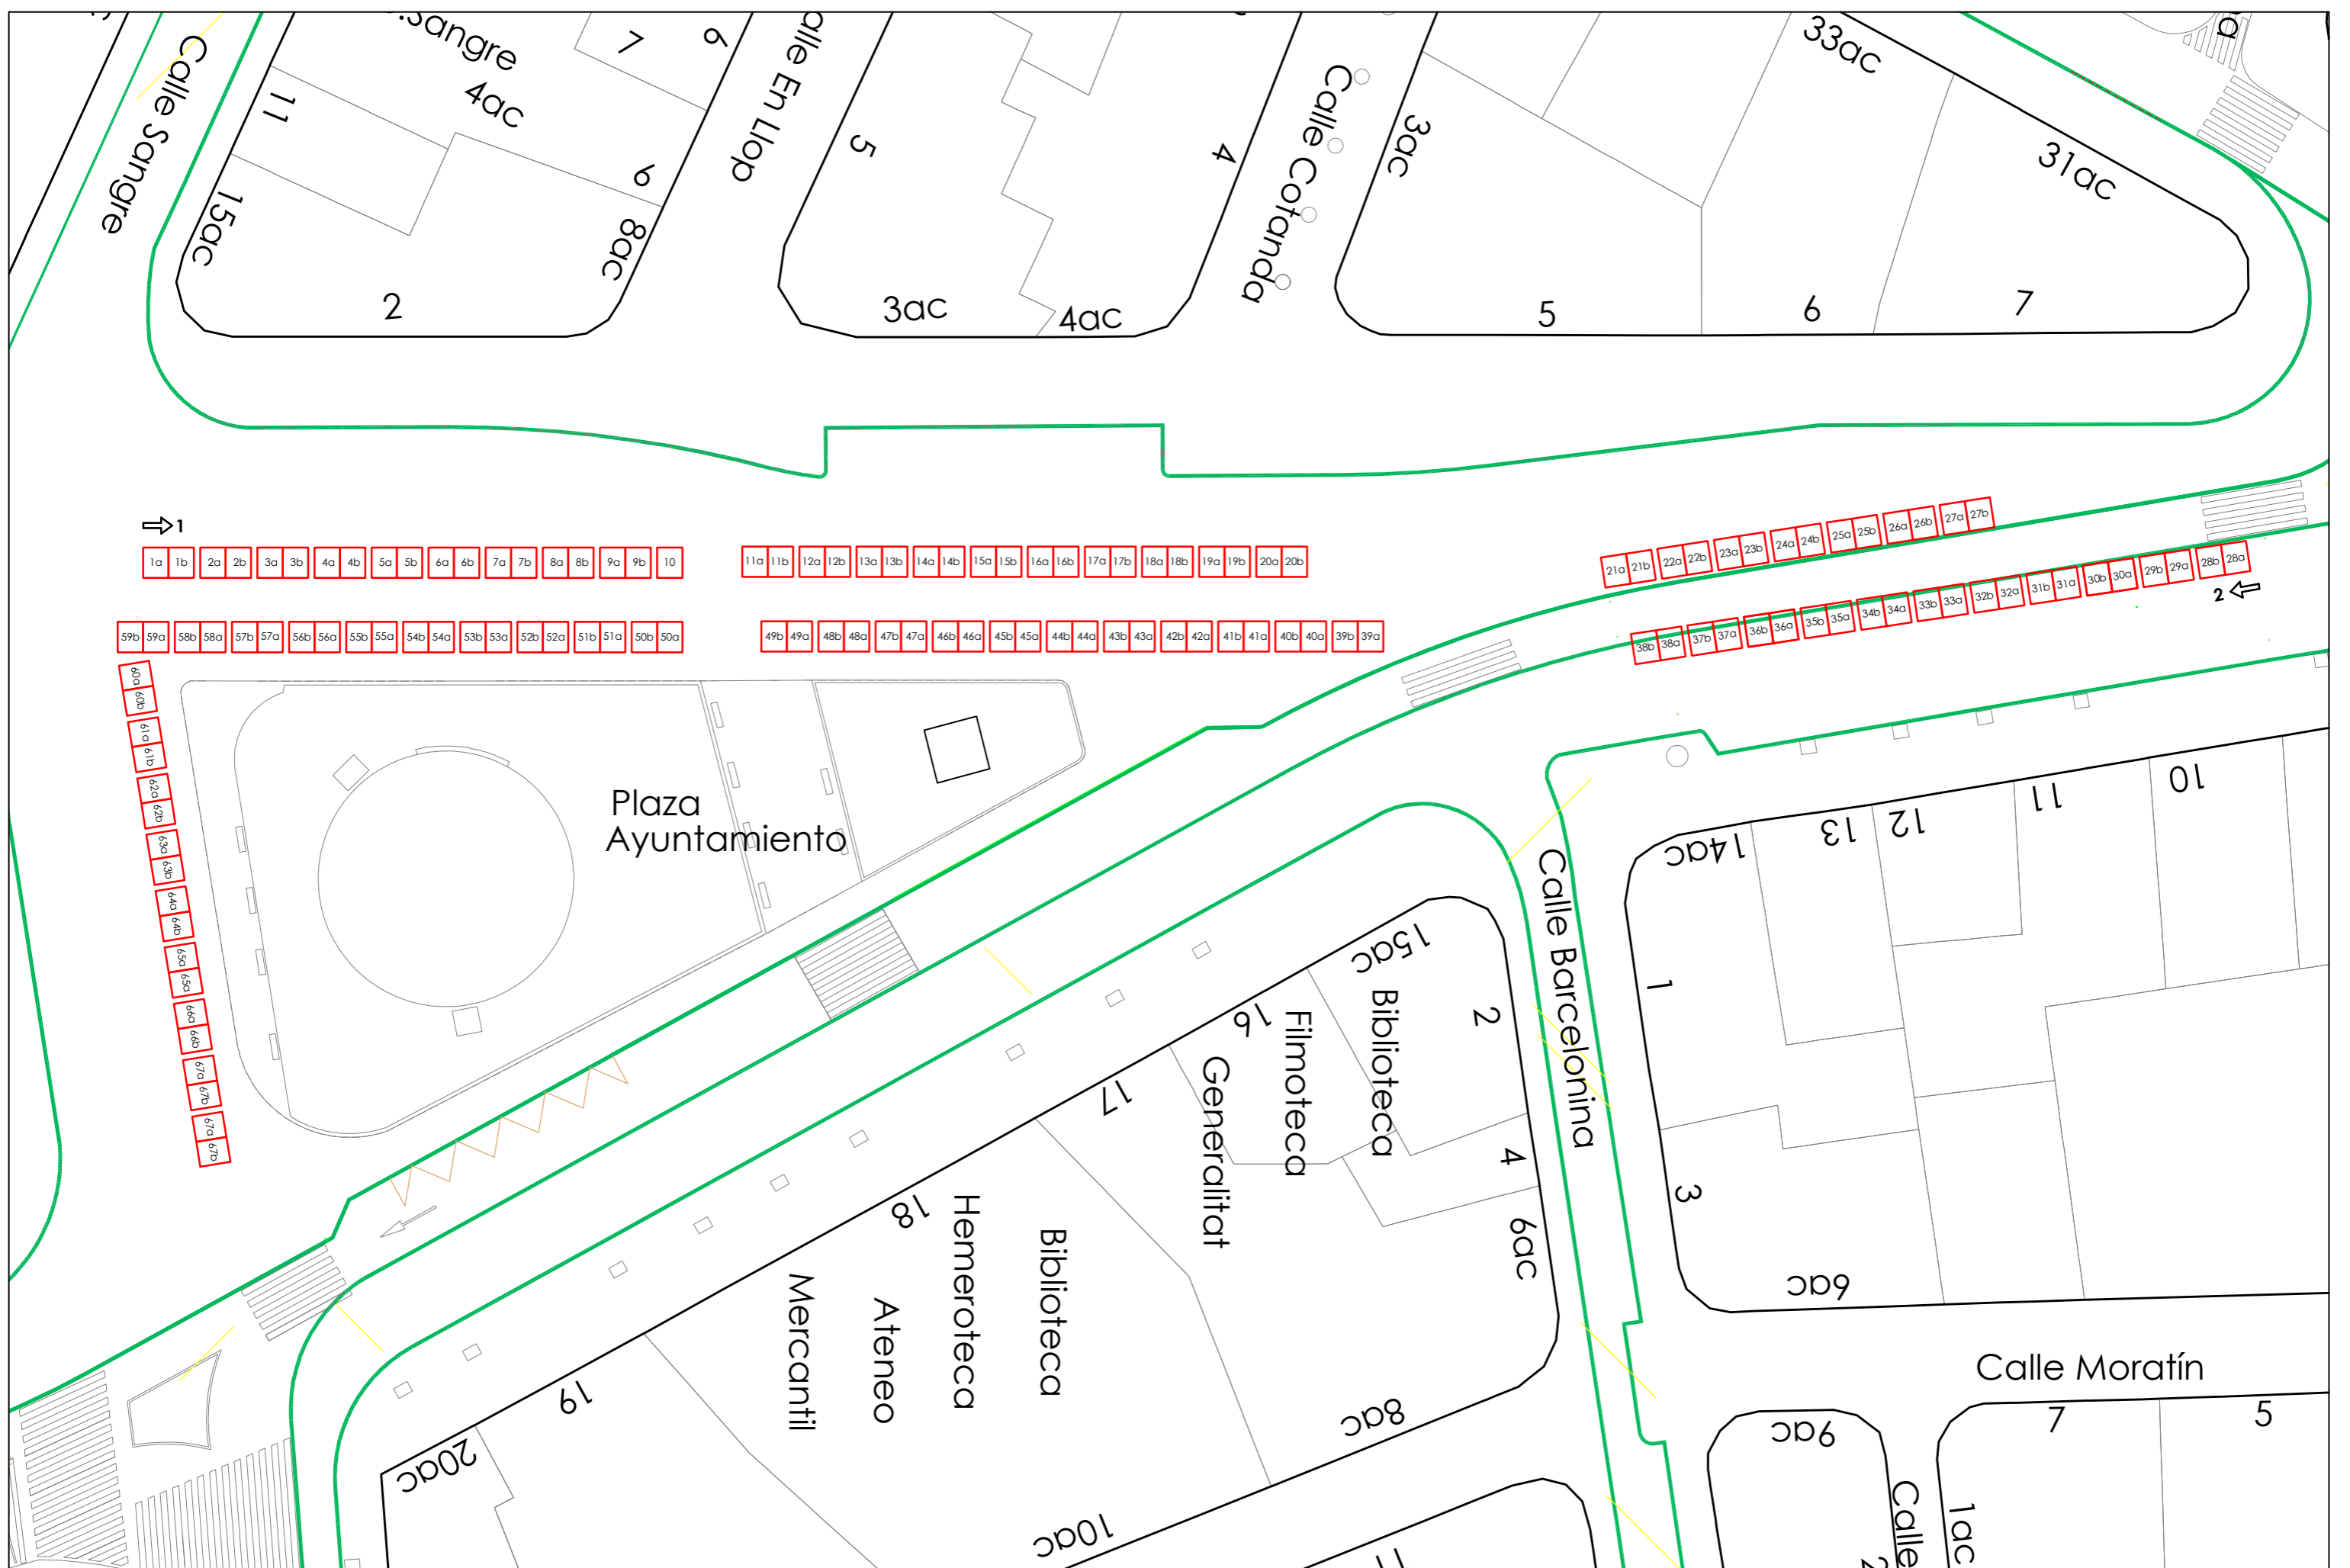 Calle Sangre
.Sangre
4ac
7
9
11
15ac
2
6
8ac
alle En Llop
5
3ac
4ac
4
Calle Cotanda
3ac
5
6
7
33ac
31ac
a
1
1a 1b 2a 2b 3a 3b 4a 4b 5a 5b 6a 6b 7a 7b 8a 8b 9a 9b 10
11a 11b 12a 12b 13a 13b 14a 14b 15a 15b 16a 16b 17a 17b 18a 18b 19a 19b 20a 20b
21a 21b 22a 22b 23a 23b 24a 24b 25a 25b 26a 26b 27a 27b
38b 38a 37b 37a 36b 36a 35b 35a 34b 34a 33b 33a 32b 32a 31b 31a 30b 30a 29b 29a 28b 28a
2
59b 59a 58b 58a 57b 57a 56b 56a 55b 55a 54b 54a 53b 53a 52b 52a 51b 51a 50b 50a
49b 49a 48b 48a 47b 47a 46b 46a 45b 45a 44b 44a 43b 43a 42b 42a 41b 41a 40b 40a 39b 39a
60a
60b
61a
61b
62a
62b
63a
63b
64a
64b
65a
65a
66a
66b
67a
67b
67a
67b
Plaza
Ayuntamiento
Calle Barcelonina
14ac
13
12
11
10
1
3
6ac
15ac
2
4
6ac
8ac
10ac
16
17
18
19
20ac
Biblioteca
Filmoteca
Generalitat
Biblioteca
Hemeroteca
Ateneo
Mercantil
Calle Moratín
9ac
7
5
1ac
Calle
11
2